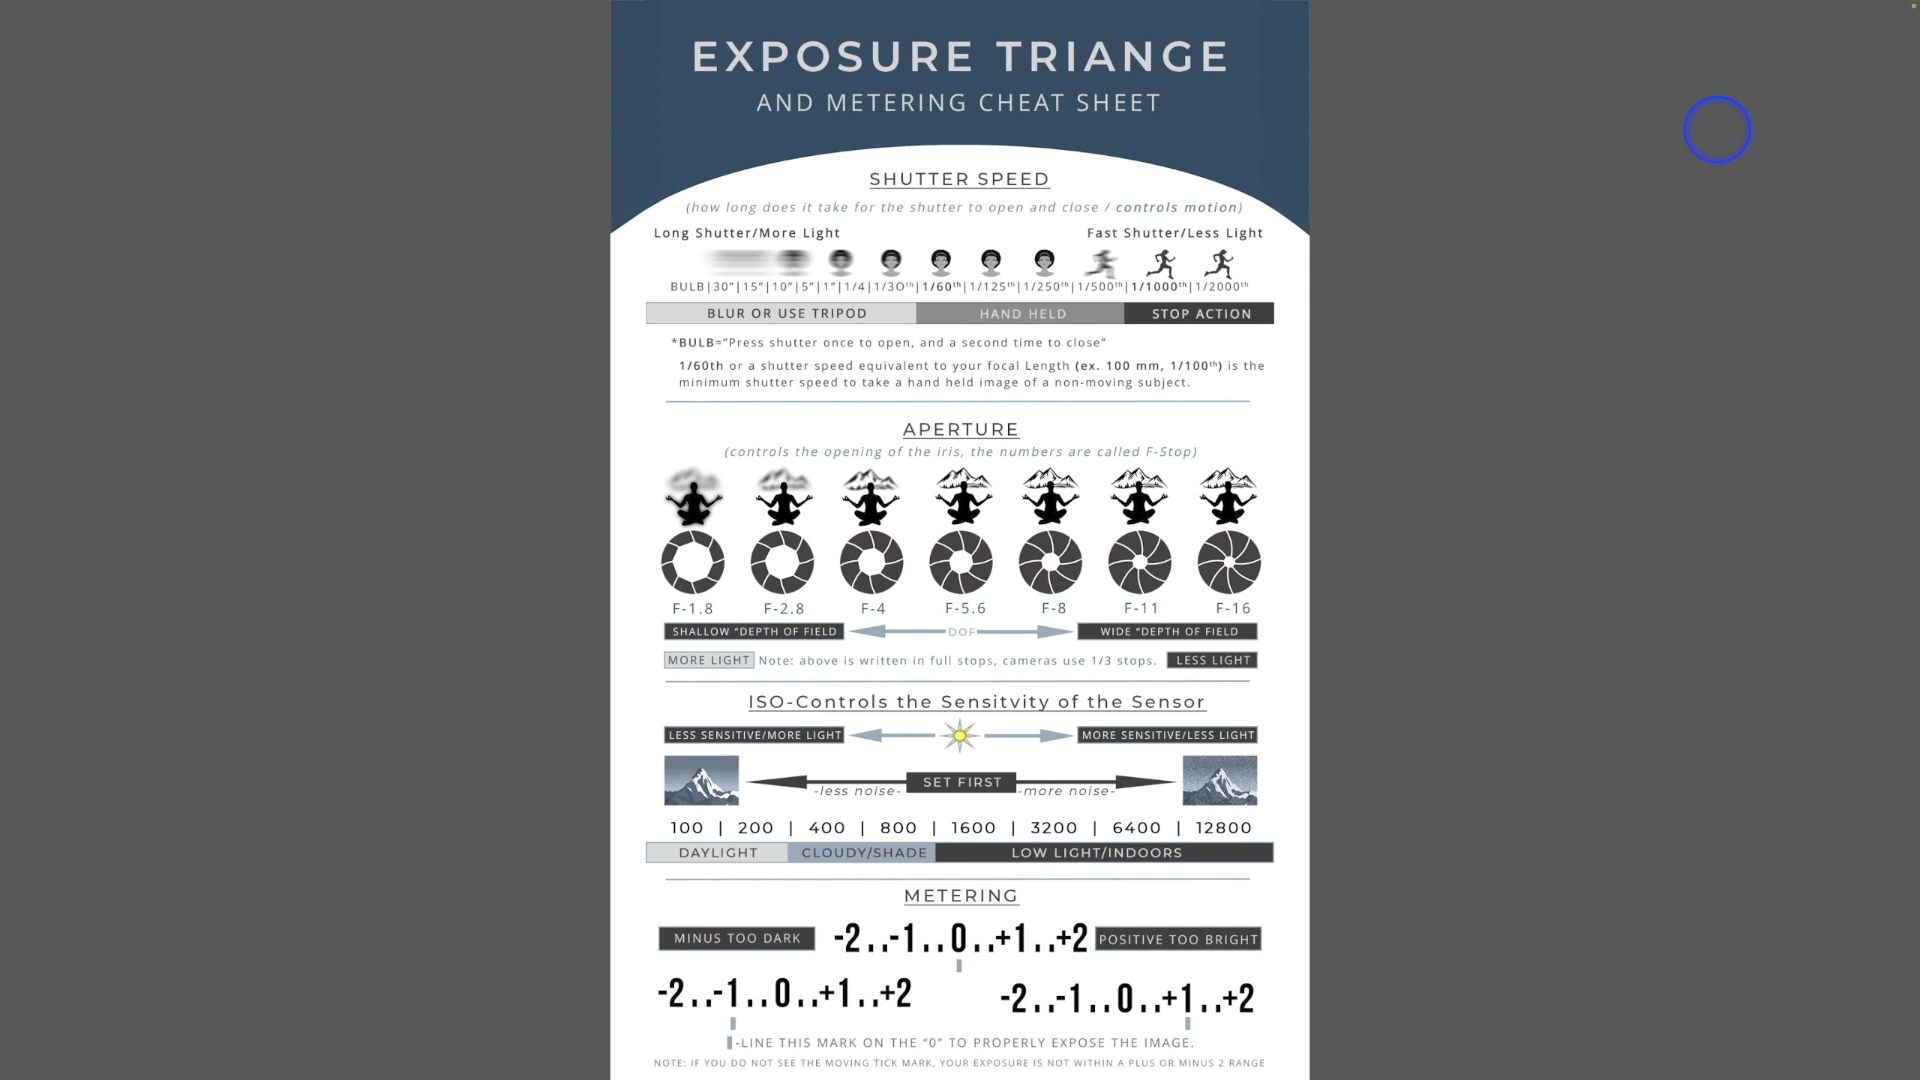 EXPOSURE TRIANGE
AND METERING CHEAT SHEET
SHUTTER SPEED
(how long does it take for the shutter to open and close / controls motion)
Long Shutter/More Light
Fast Shutter/Less Light
BULB|30"|15"|10"|5"|1"|1/4|1/30th|1/60th|1/125th|1/250th|1/500th|1/1000th|1/2000th
BLUR OR USE TRIPOD
HAND HELD
STOP ACTION
*BULB="Press shutter once to open, and a second time to close"
1/60th or a shutter speed equivalent to your focal Length (ex. 100 mm, 1/100th) is the
minimum shutter speed to take a hand held image of a non-moving subject.
APERTURE
(controls the opening of the iris, the numbers are called F-Stop)
F-1.8 F-2.8 F-4 F-5.6 F-8 F-11 F-16
SHALLOW "DEPTH OF FIELD
DOF
WIDE "DEPTH OF FIELD
MORE LIGHT
Note: above is written in full stops, cameras use 1/3 stops.
LESS LIGHT
ISO-Controls the Sensitvity of the Sensor
LESS SENSITIVE/MORE LIGHT
MORE SENSITIVE/LESS LIGHT
SET FIRST
-less noise-
-more noise-
100 | 200 | 400 | 800 | 1600 | 3200 | 6400 | 12800
DAYLIGHT
CLOUDY/SHADE
LOW LIGHT/INDOORS
METERING
MINUS TOO DARK
-2..-1..0..+1..+2
POSITIVE TOO BRIGHT
-2..-1..0..+1..+2
-2..-1..0..+1..+2
-LINE THIS MARK ON THE "0" TO PROPERLY EXPOSE THE IMAGE.
NOTE: IF YOU DO NOT SEE THE MOVING TICK MARK, YOUR EXPOSURE IS NOT WITHIN A PLUS OR MINUS 2 RANGE